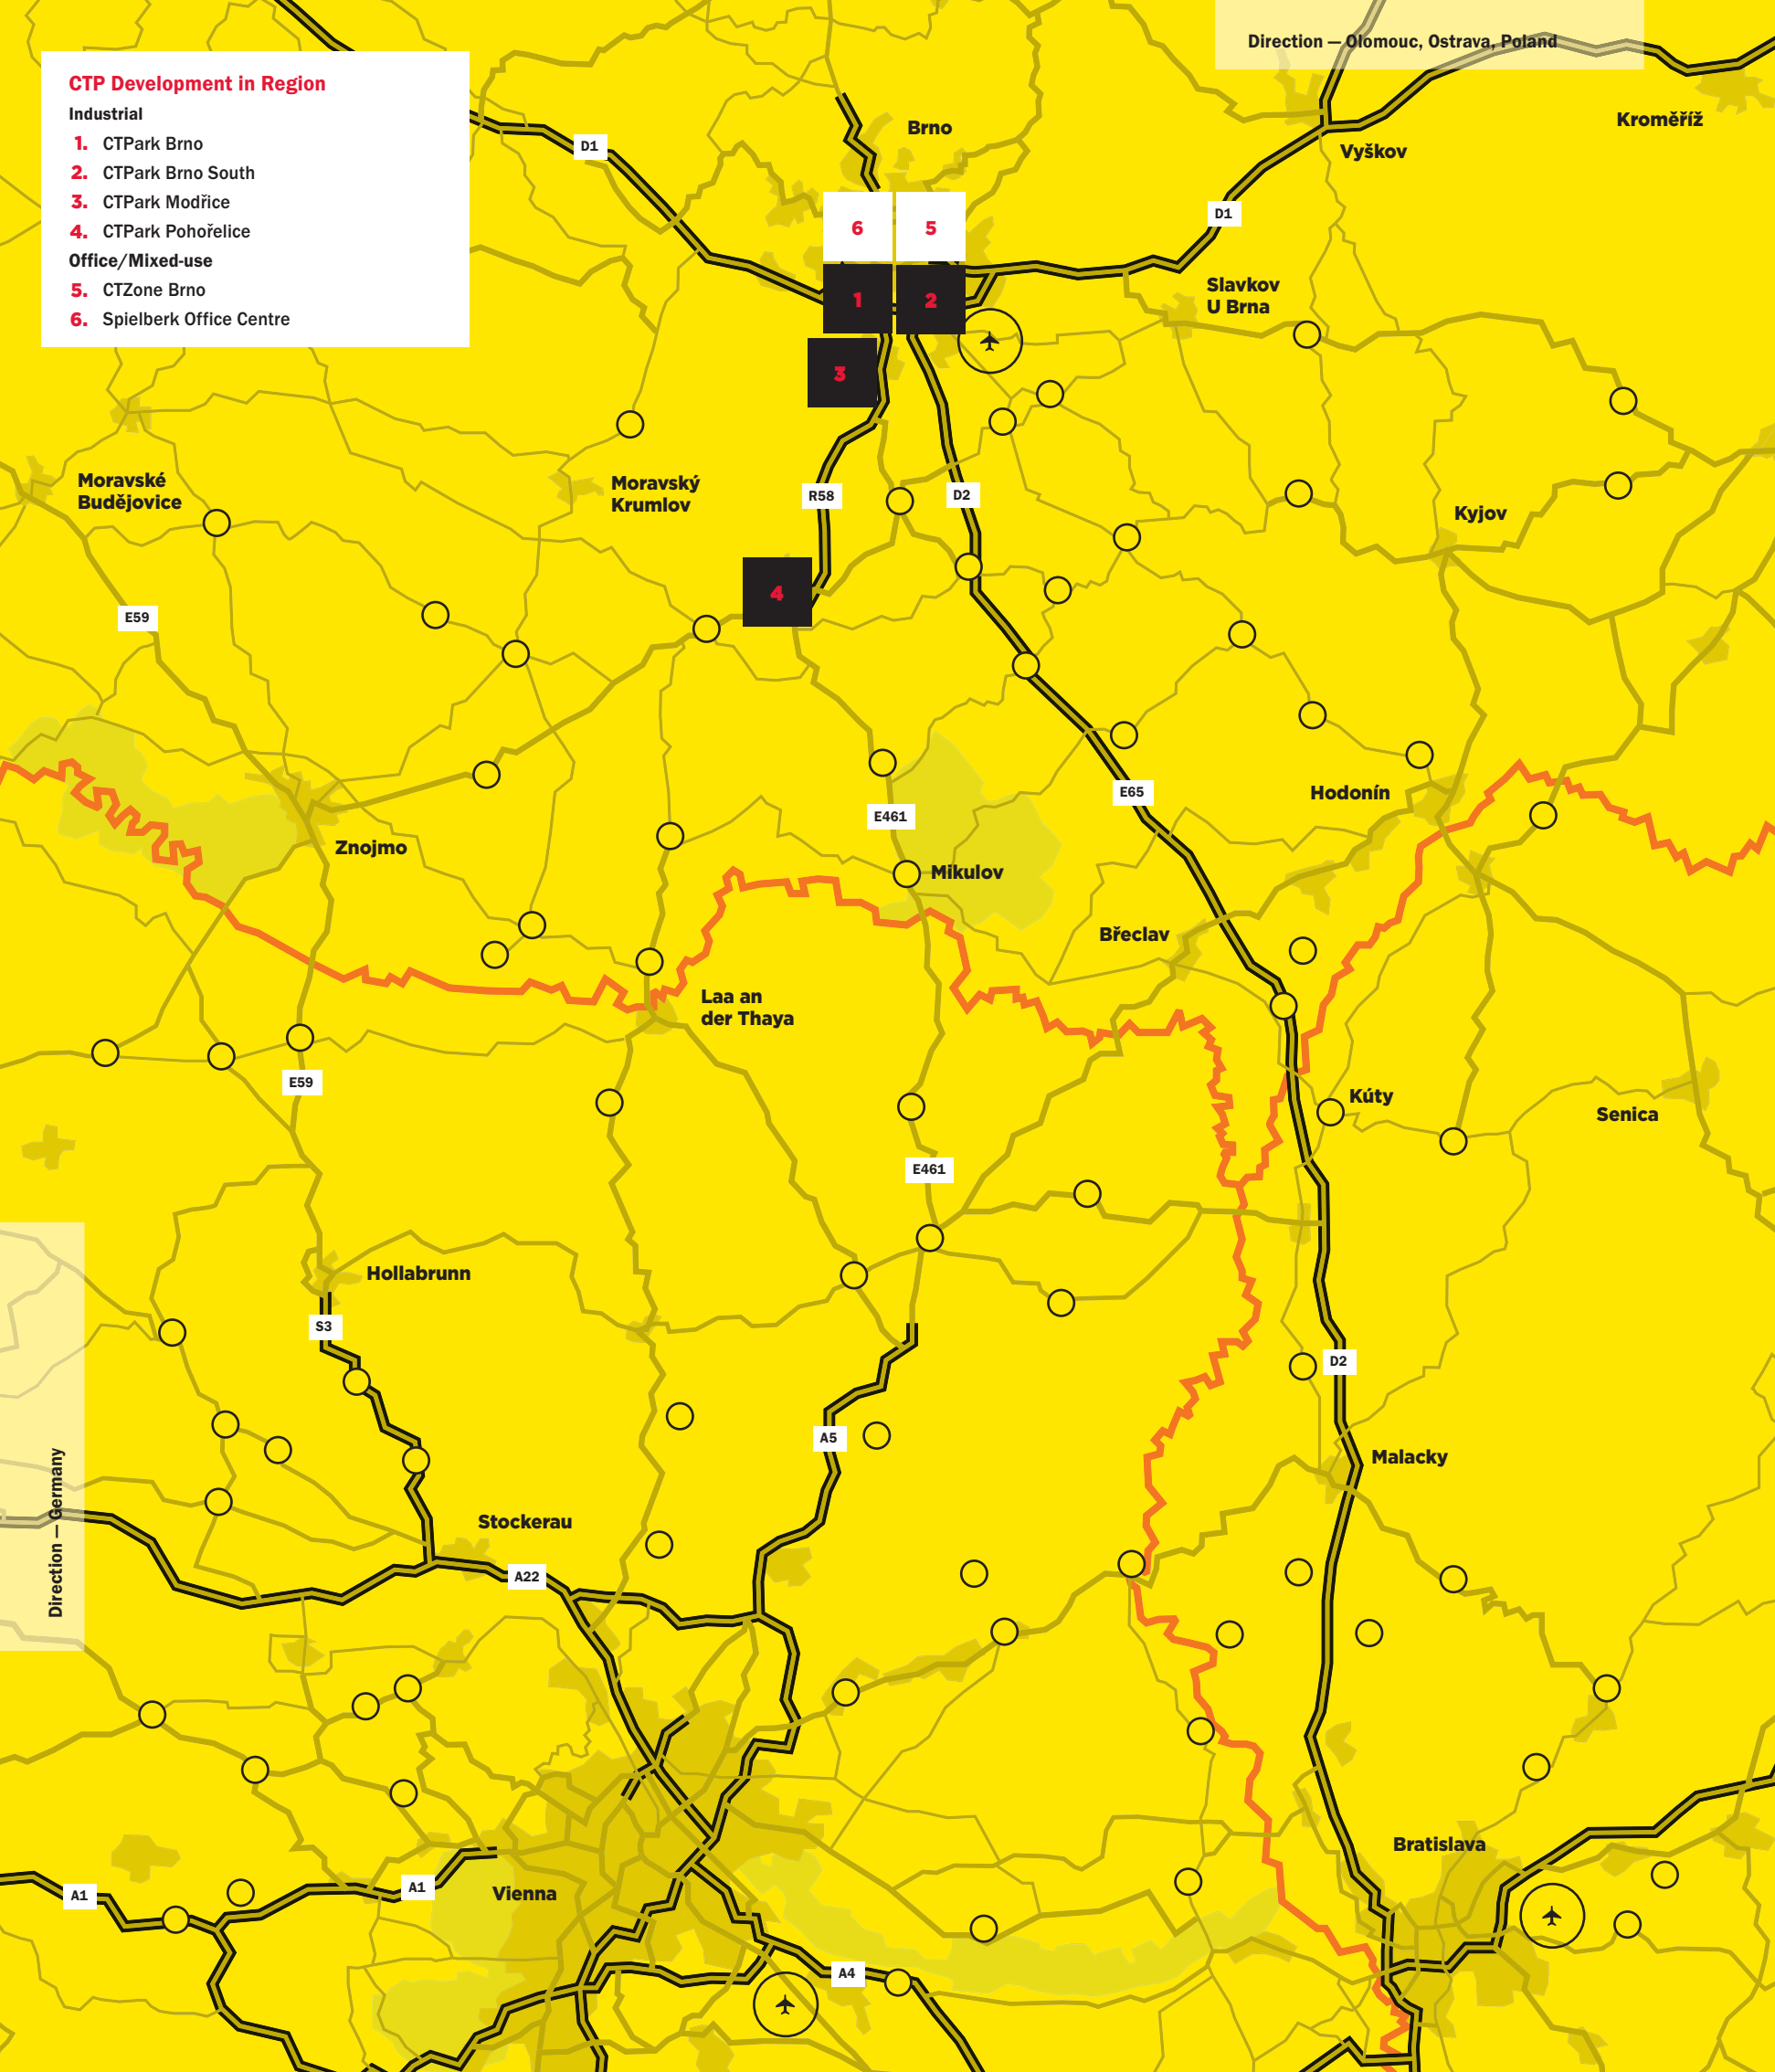 Direction — Olomouc, Ostrava, Poland
CTP Development in Region
Industrial
1. CTPark Brno
2. CTPark Brno South
3. CTPark Modřice
4. CTPark Pohořelice
Office/Mixed-use
5. CTZone Brno
6. Spielberk Office Centre
Kroměříž
Brno
D1
Vyškov
D1
6
5
Slavkov
U Brna
1
2
3
Moravské
Budějovice
Moravský
Krumlov
R58
D2
Kyjov
4
E59
E65
Hodonín
E461
Znojmo
Mikulov
Břeclav
Laa an
der Thaya
E59
Kúty
Senica
E461
Hollabrunn
S3
D2
A5
Malacky
Direction — Germany
Stockerau
A22
Bratislava
A1
A1
Vienna
A4